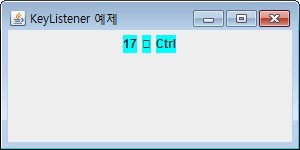 KeyListener 예제
17 □ Ctrl